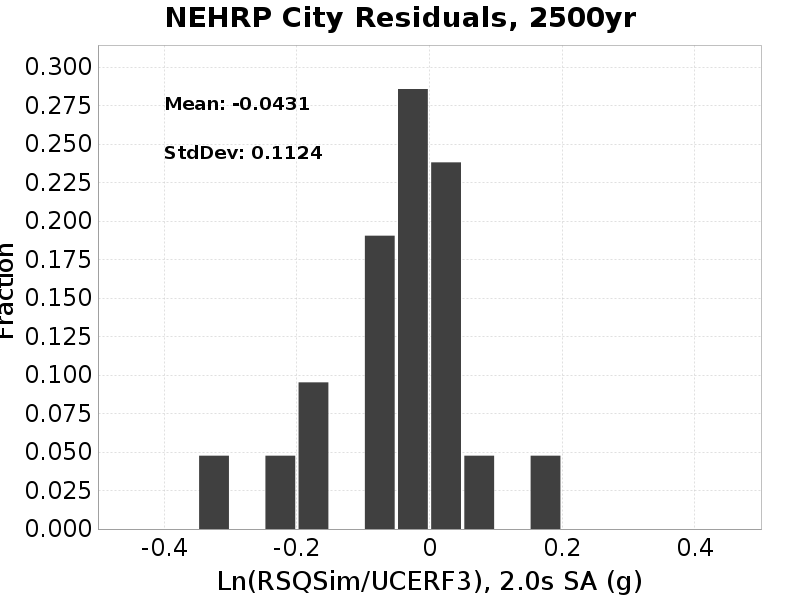 NEHRP City Residuals, 2500yr
Mean: -0.0431
StdDev: 0.1124
Fraction
0.300
0.275
0.250
0.225
0.200
0.175
0.150
0.125
0.100
0.075
0.050
0.025
0.000
-0.4 -0.2 0 0.2 0.4
Ln(RSQSim/UCERF3), 2.0s SA (g)